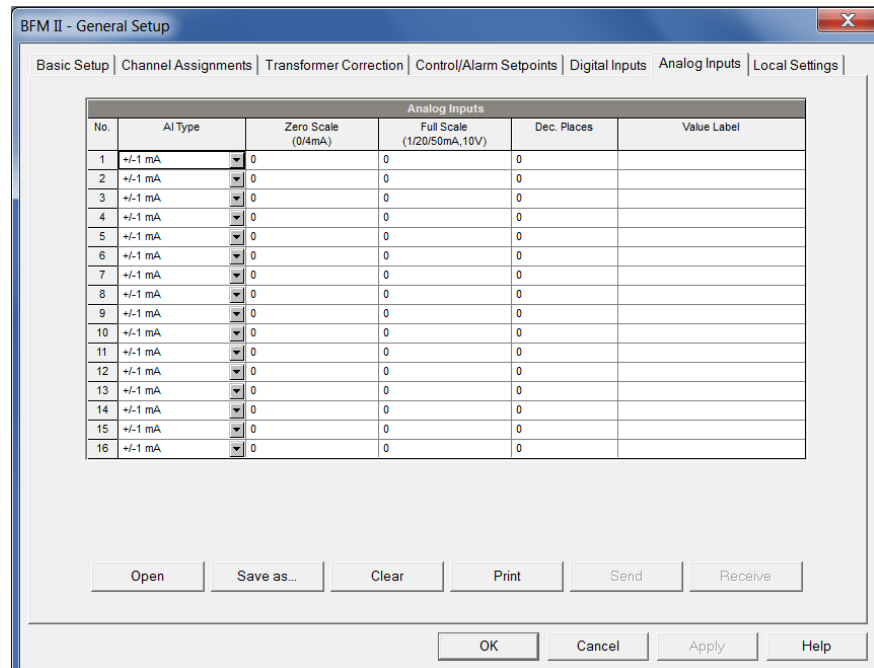 BFM II - General Setup
Basic Setup Channel Assignments Transformer Correction Control/Alarm Setpoints Digital Inputs Analog Inputs Local Settings
Analog Inputs
No. AI Type Zero Scale Full Scale Dec. Places Value Label
(0/4mA) (1/20/50mA,10V)
1 +/-1 mA 0 0 0
2 +/-1 mA 0 0 0
3 +/-1 mA 0 0 0
4 +/-1 mA 0 0 0
5 +/-1 mA 0 0 0
6 +/-1 mA 0 0 0
7 +/-1 mA 0 0 0
8 +/-1 mA 0 0 0
9 +/-1 mA 0 0 0
10 +/-1 mA 0 0 0
11 +/-1 mA 0 0 0
12 +/-1 mA 0 0 0
13 +/-1 mA 0 0 0
14 +/-1 mA 0 0 0
15 +/-1 mA 0 0 0
16 +/-1 mA 0 0 0
Open Save as... Clear Print Send Receive
OK Cancel Apply Help